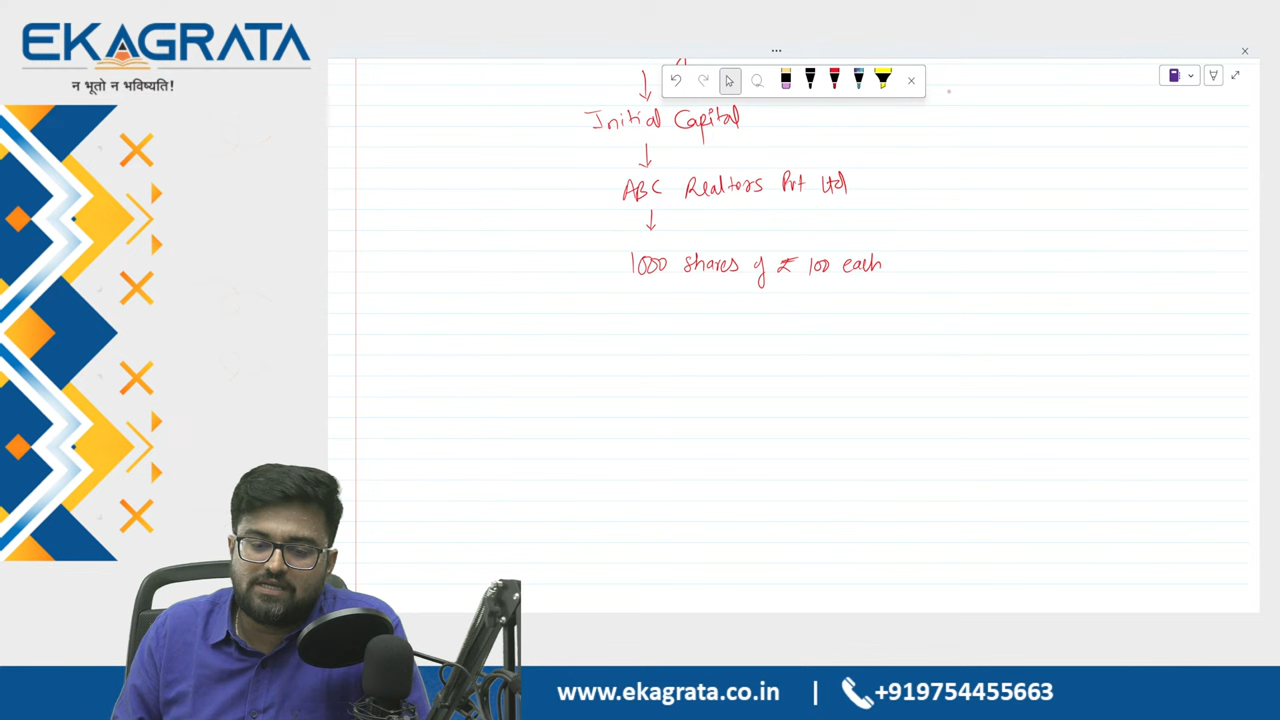 EKAGRATA
न भूतो न भविष्यति!
Initial Capital
ABC Realtors Pvt Ltd
1000 shares of ₹ 100 each
www.ekagrata.co.in | +919754455663